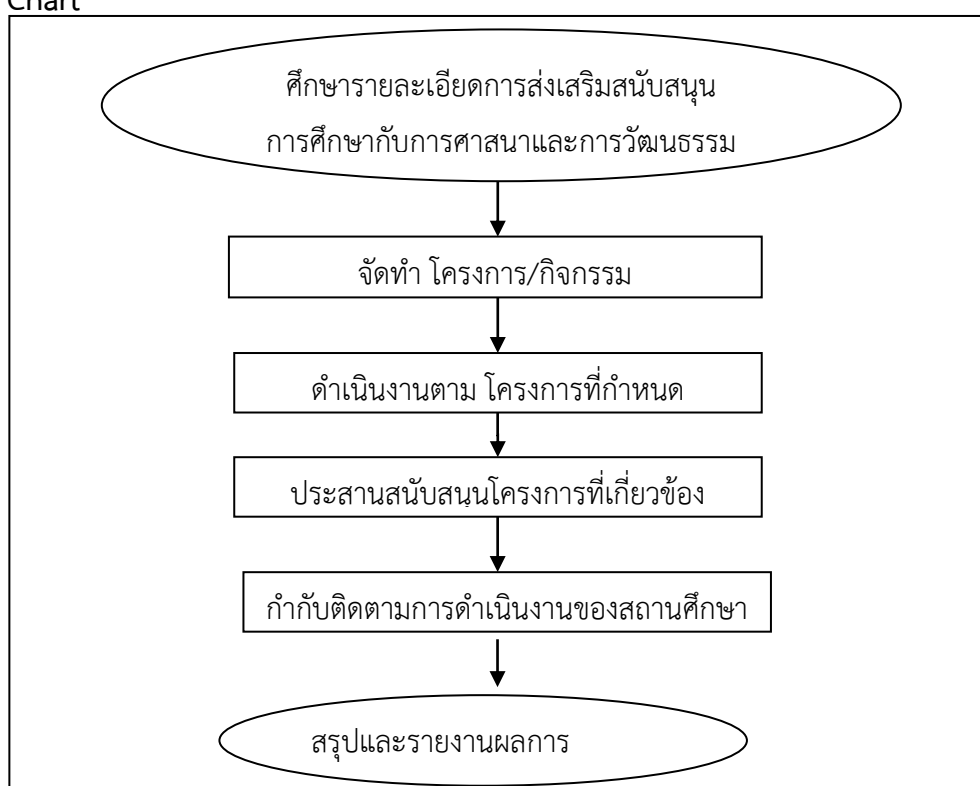 Chart
ศึกษารายละเอียดการส่งเสริมสนับสนุน
การศึกษากับการศาสนาและการวัฒนธรรม
จัดทำ โครงการ/กิจกรรม
ดำเนินงานตาม โครงการที่กำหนด
ประสานสนับสนุนโครงการที่เกี่ยวข้อง
กำกับติดตามการดำเนินงานของสถานศึกษา
สรุปและรายงานผลการ